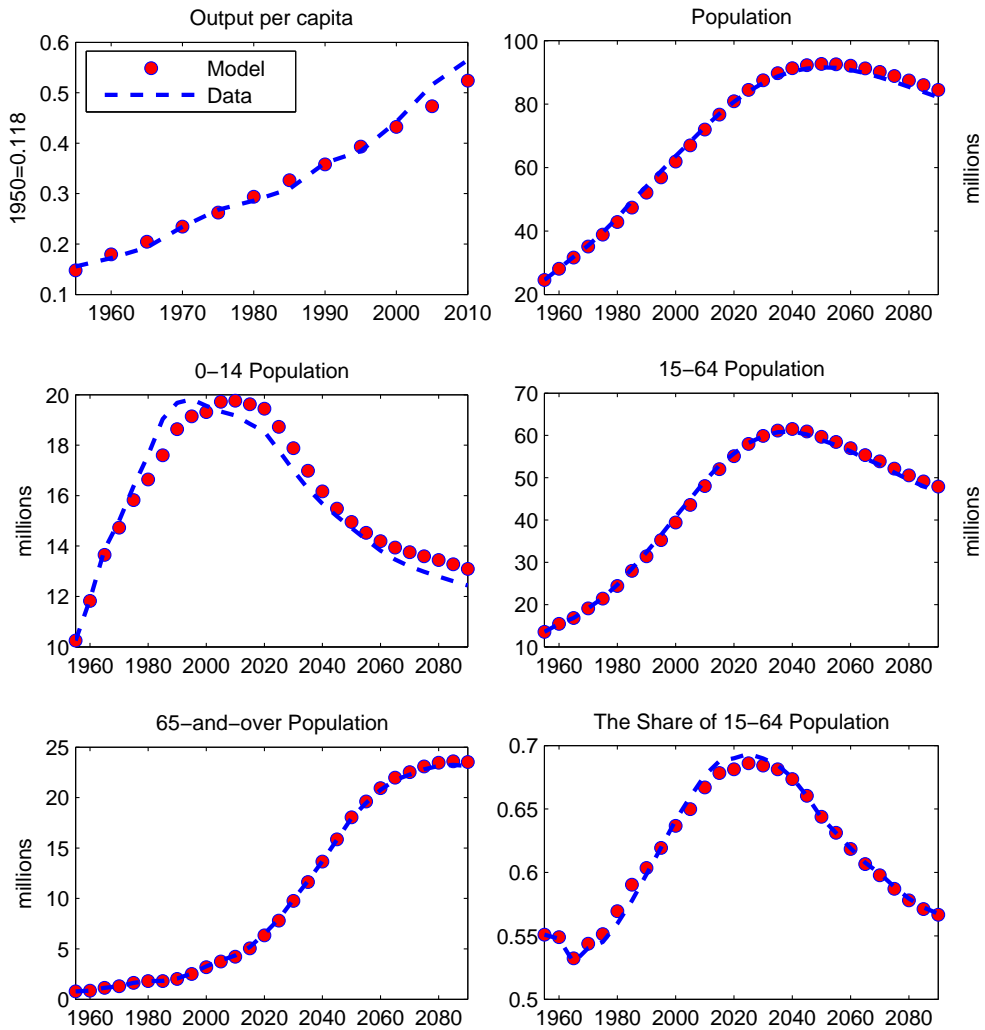 Output per capita
0.6
0.5
0.4
0.3
0.2
0.1
1950=0.118
Model
Data
1960 1970 1980 1990 2000 2010
Population
100
80
60
40
20
millions
1960 1980 2000 2020 2040 2060 2080
0−14 Population
20
18
16
14
12
10
millions
1960 1980 2000 2020 2040 2060 2080
15−64 Population
70
60
50
40
30
20
10
millions
1960 1980 2000 2020 2040 2060 2080
65−and−over Population
25
20
15
10
5
0
millions
1960 1980 2000 2020 2040 2060 2080
The Share of 15−64 Population
0.7
0.65
0.6
0.55
0.5
1960 1980 2000 2020 2040 2060 2080